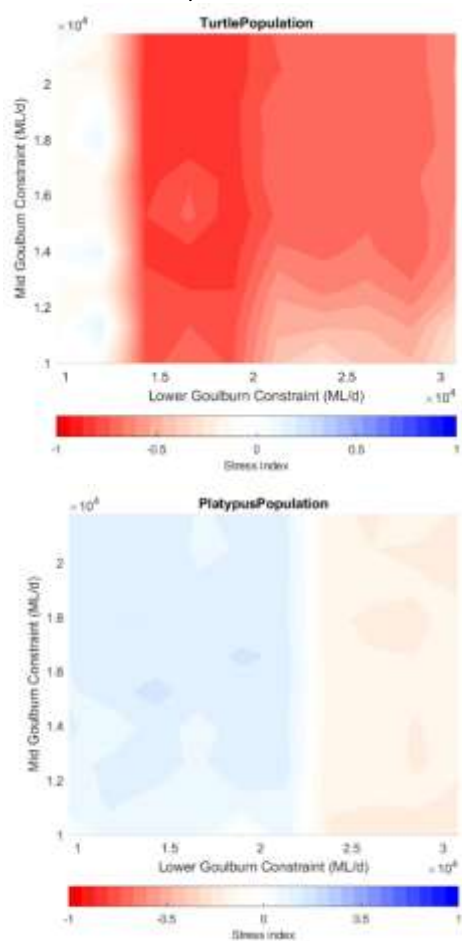 TurtlePopulation
×10⁴
2
1.8
1.6
1.4
1.2
1
Mid Goulburn Constraint (ML/d)
1 1.5 2 2.5 3
Lower Goulburn Constraint (ML/d)
×10⁴
-1 -0.5 0 0.5 1
Stress index
PlatypusPopulation
×10⁴
2
1.8
1.6
1.4
1.2
1
Mid Goulburn Constraint (ML/d)
1 1.5 2 2.5 3
Lower Goulburn Constraint (ML/d)
×10⁴
-1 -0.5 0 0.5 1
Stress index